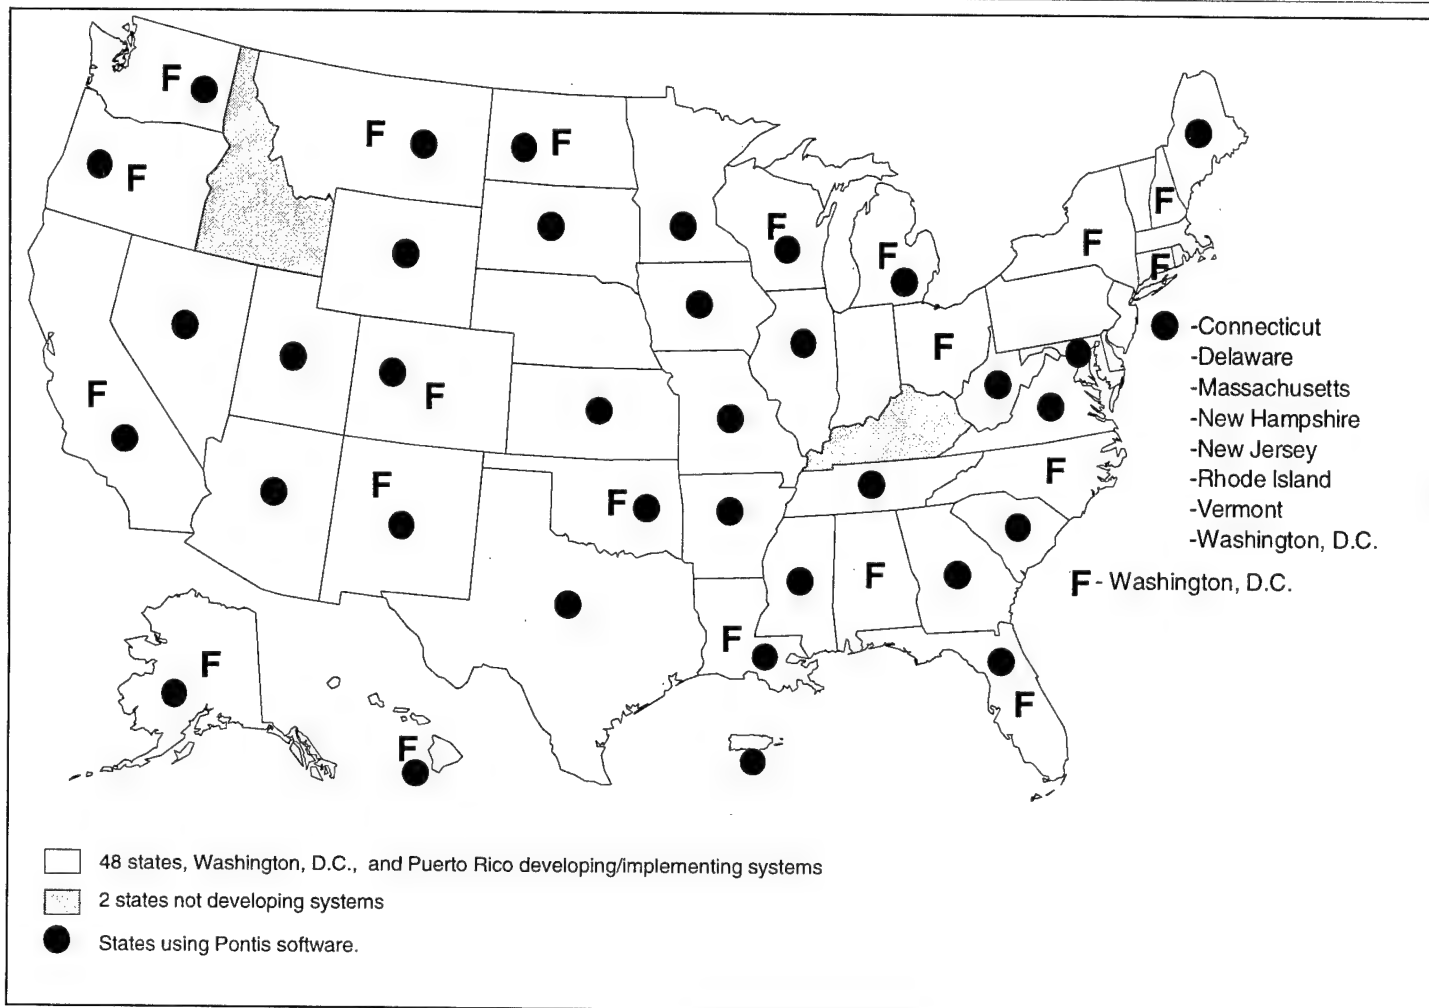 F
F
F
F
F
F
F
F
F
F
-Connecticut
-Delaware
F
-Massachusetts
F
F
-New Hampshire
-New Jersey
F
F
-Rhode Island
F
-Vermont
-Washington, D.C.
F
F - Washington, D.C.
F
F
F
F
48 states, Washington, D.C., and Puerto Rico developing/implementing systems
2 states not developing systems
States using Pontis software.